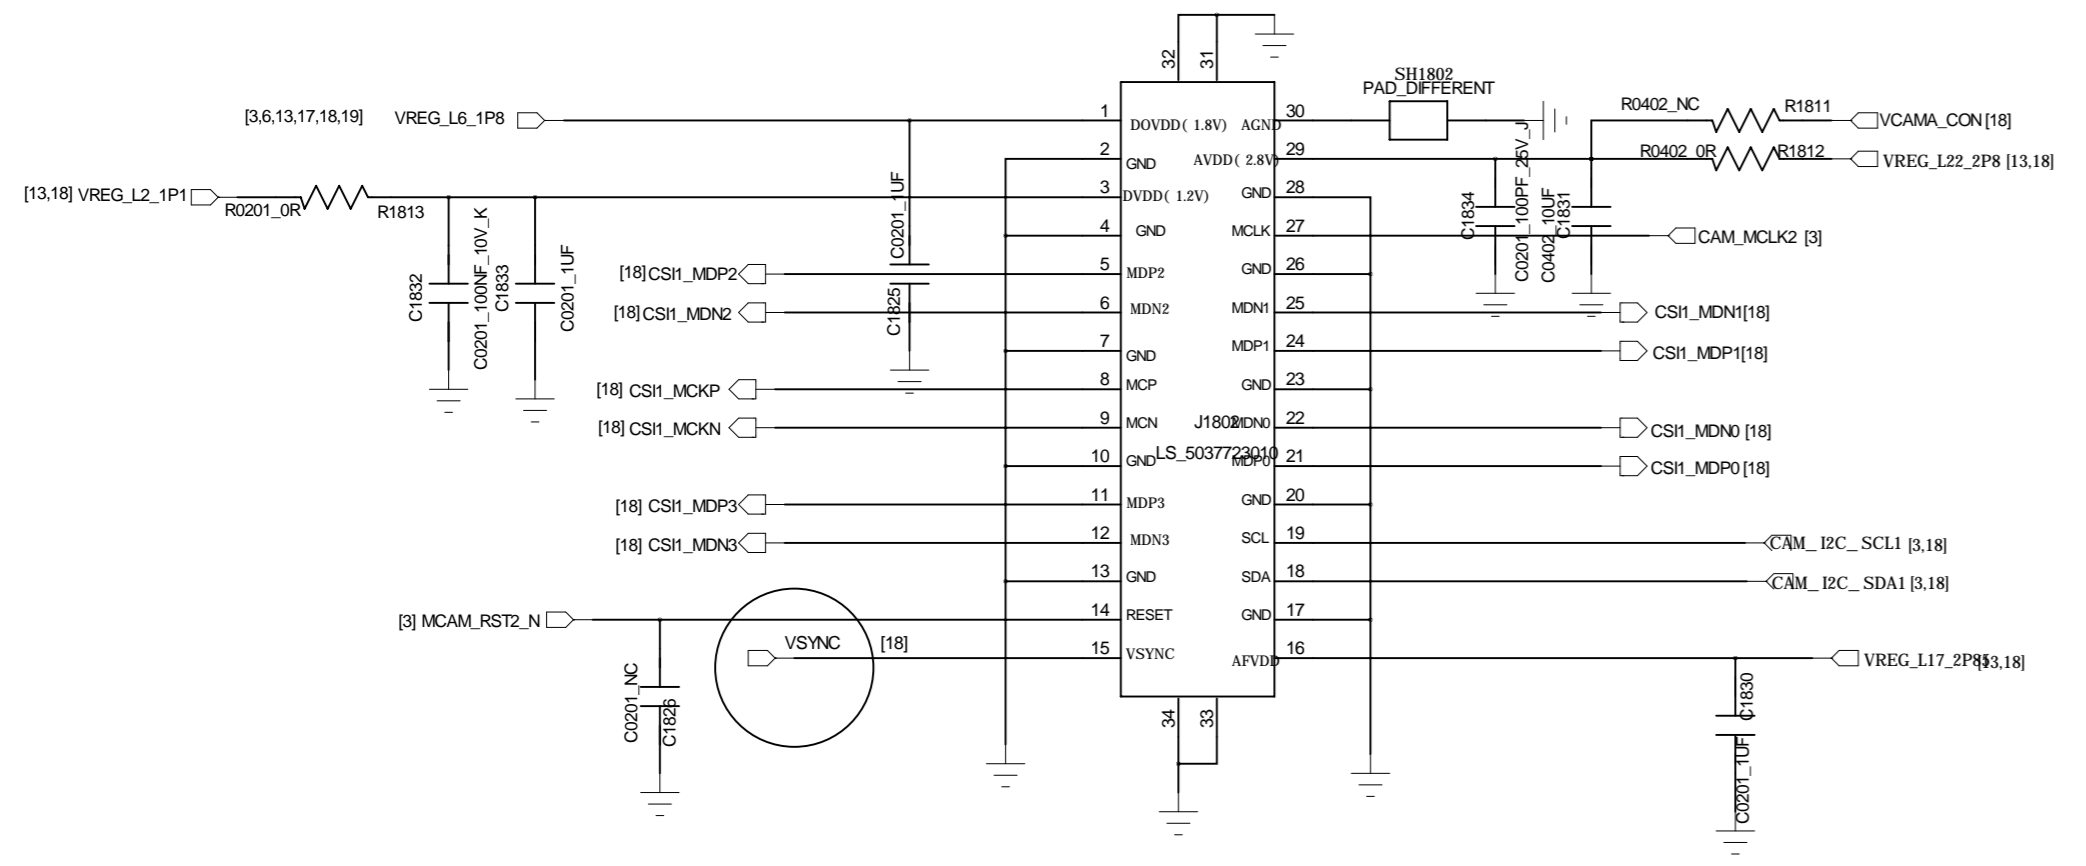 32
31
SH1802
PAD_DIFFERENT
[3,6,13,17,18,19] VREG_L6_1P8
1
DOVDD( 1.8V)
AGND
30
R0402_NC
R1811
VCAMA_CON [18]
2
GND
AVDD( 2.8V)
29
R0402_0R
R1812
VREG_L22_2P8 [13,18]
[13,18] VREG_L2_1P1
R0201_0R
R1813
3
DVDD( 1.2V)
GND
28
C1832
C0201_100NF_10V_K
C1833
C0201_1UF
C0201_1UF
C1825
C1834
C0201_100PF_25V_J
C0402_10UF
C1831
4
GND
MCLK
27
CAM_MCLK2 [3]
[18] CSI1_MDP2
5
MDP2
GND
26
[18] CSI1_MDN2
6
MDN2
MDN1
25
CSI1_MDN1[18]
7
GND
MDP1
24
CSI1_MDP1[18]
[18] CSI1_MCKP
8
MCP
GND
23
[18] CSI1_MCKN
9
MCN
J1802
MDN0
22
CSI1_MDN0 [18]
10
GND
LS_5037723010
MDP0
21
CSI1_MDP0 [18]
[18] CSI1_MDP3
11
MDP3
GND
20
[18] CSI1_MDN3
12
MDN3
SCL
19
CAM_ I2C_ SCL1 [3,18]
13
GND
SDA
18
CAM_ I2C_ SDA1 [3,18]
[3] MCAM_RST2_N
14
RESET
GND
17
VSYNC [18]
15
VSYNC
AFVDD
16
VREG_L17_2P85 [13,18]
C0201_NC
C1826
34
33
C1830
C0201_1UF